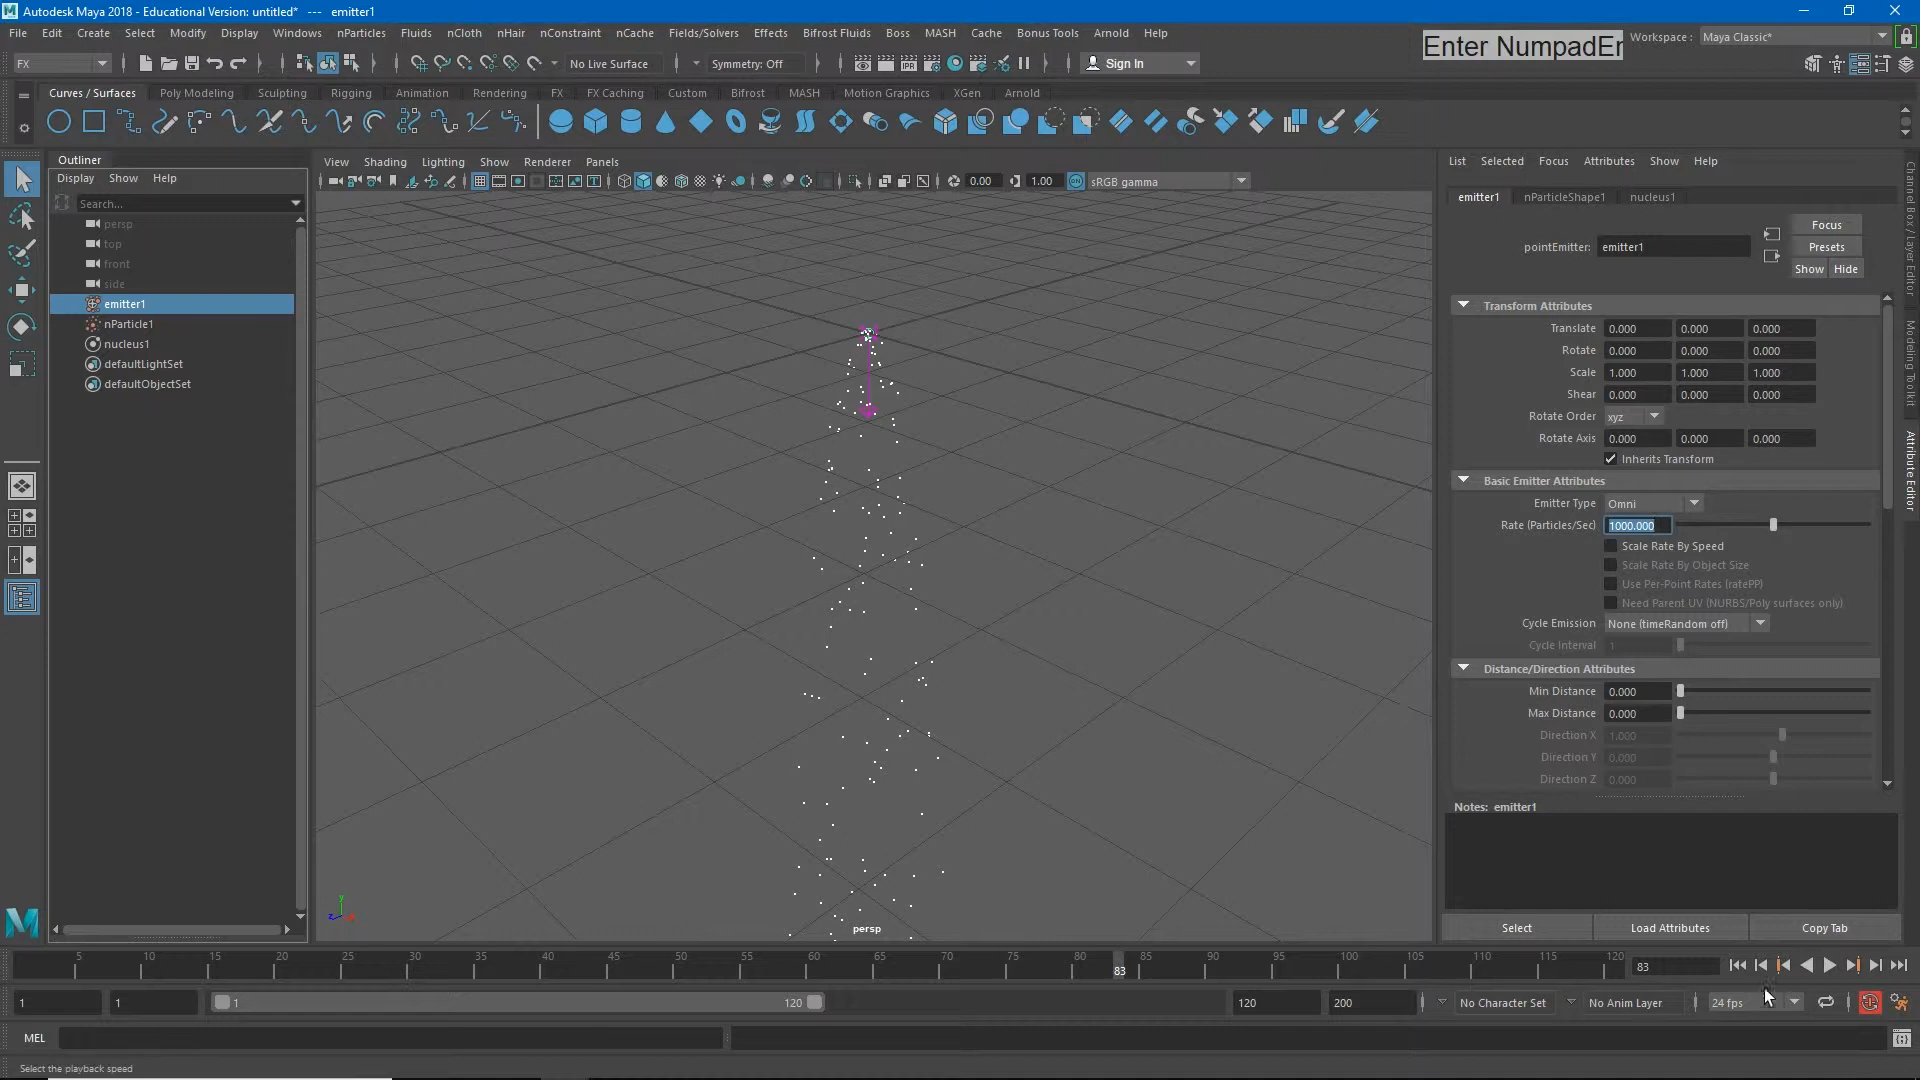 Autodesk Maya 2018 - Educational Version: untitled* --- emitter1
File Edit Create Select Modify Display Windows nParticles Fluids nCloth nHair nConstraint nCache Fields/Solvers Effects Bifrost Fluids Boss MASH Cache Bonus Tools Arnold Help
Enter NumpadEr
Workspace : Maya Classic*
FX No Live Surface Symmetry: Off IPR Sign In
Curves / Surfaces Poly Modeling Sculpting Rigging Animation Rendering FX FX Caching Custom Bifrost MASH Motion Graphics XGen Arnold
Outliner
Display Show Help
Search...
persp
top
front
side
emitter1
nParticle1
nucleus1
defaultLightSet
defaultObjectSet
View Shading Lighting Show Renderer Panels
0.00 1.00 ON sRGB gamma
y
z x
persp
List Selected Focus Attributes Show Help
emitter1 nParticleShape1 nucleus1
Focus
pointEmitter: emitter1 Presets
Show Hide
Transform Attributes
Translate 0.000 0.000 0.000
Rotate 0.000 0.000 0.000
Scale 1.000 1.000 1.000
Shear 0.000 0.000 0.000
Rotate Order xyz
Rotate Axis 0.000 0.000 0.000
Inherits Transform
Basic Emitter Attributes
Emitter Type Omni
Rate (Particles/Sec) 1000.000
Scale Rate By Speed
Scale Rate By Object Size
Use Per-Point Rates (ratePP)
Need Parent UV (NURBS/Poly surfaces only)
Cycle Emission None (timeRandom off)
Cycle Interval 1
Distance/Direction Attributes
Min Distance 0.000
Max Distance 0.000
Direction X 1.000
Direction Y 0.000
Direction Z 0.000
Notes: emitter1
Select Load Attributes Copy Tab
Channel Box / Layer Editor
Modeling Toolkit
Attribute Editor
5 10 15 20 25 30 35 40 45 50 55 60 65 70 75 80 85 90 95 100 105 110 115 120
83
83
1 1 1 120 120 200 No Character Set No Anim Layer 24 fps
MEL
Select the playback speed